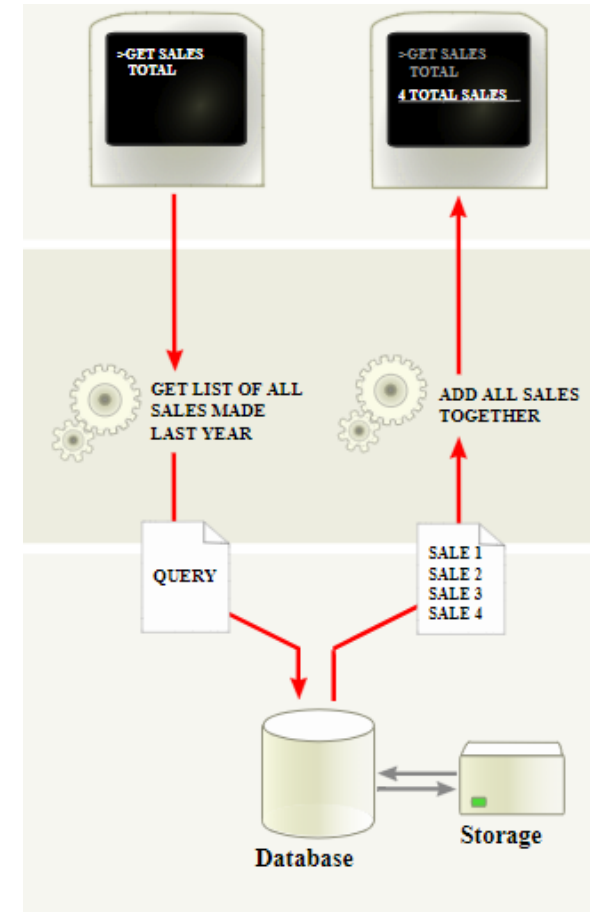 >GET SALES
TOTAL
>GET SALES
TOTAL
4 TOTAL SALES
GET LIST OF ALL
SALES MADE
LAST YEAR
ADD ALL SALES
TOGETHER
QUERY
SALE 1
SALE 2
SALE 3
SALE 4
Database
Storage